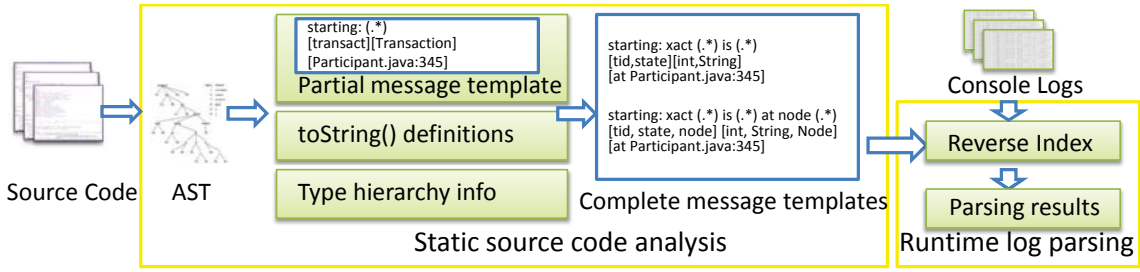 starting: (.*)
[transact][Transaction]
[Participant.java:345]
Partial message template
toString() definitions
Type hierarchy info
Source Code
AST
starting: xact (.*) is (.*)
[tid,state][int,String]
[at Participant.java:345]
starting: xact (.*) is (.*) at node (.*)
[tid, state, node] [int, String, Node]
[at Participant.java:345]
Complete message templates
Static source code analysis
Console Logs
Reverse Index
Parsing results
Runtime log parsing